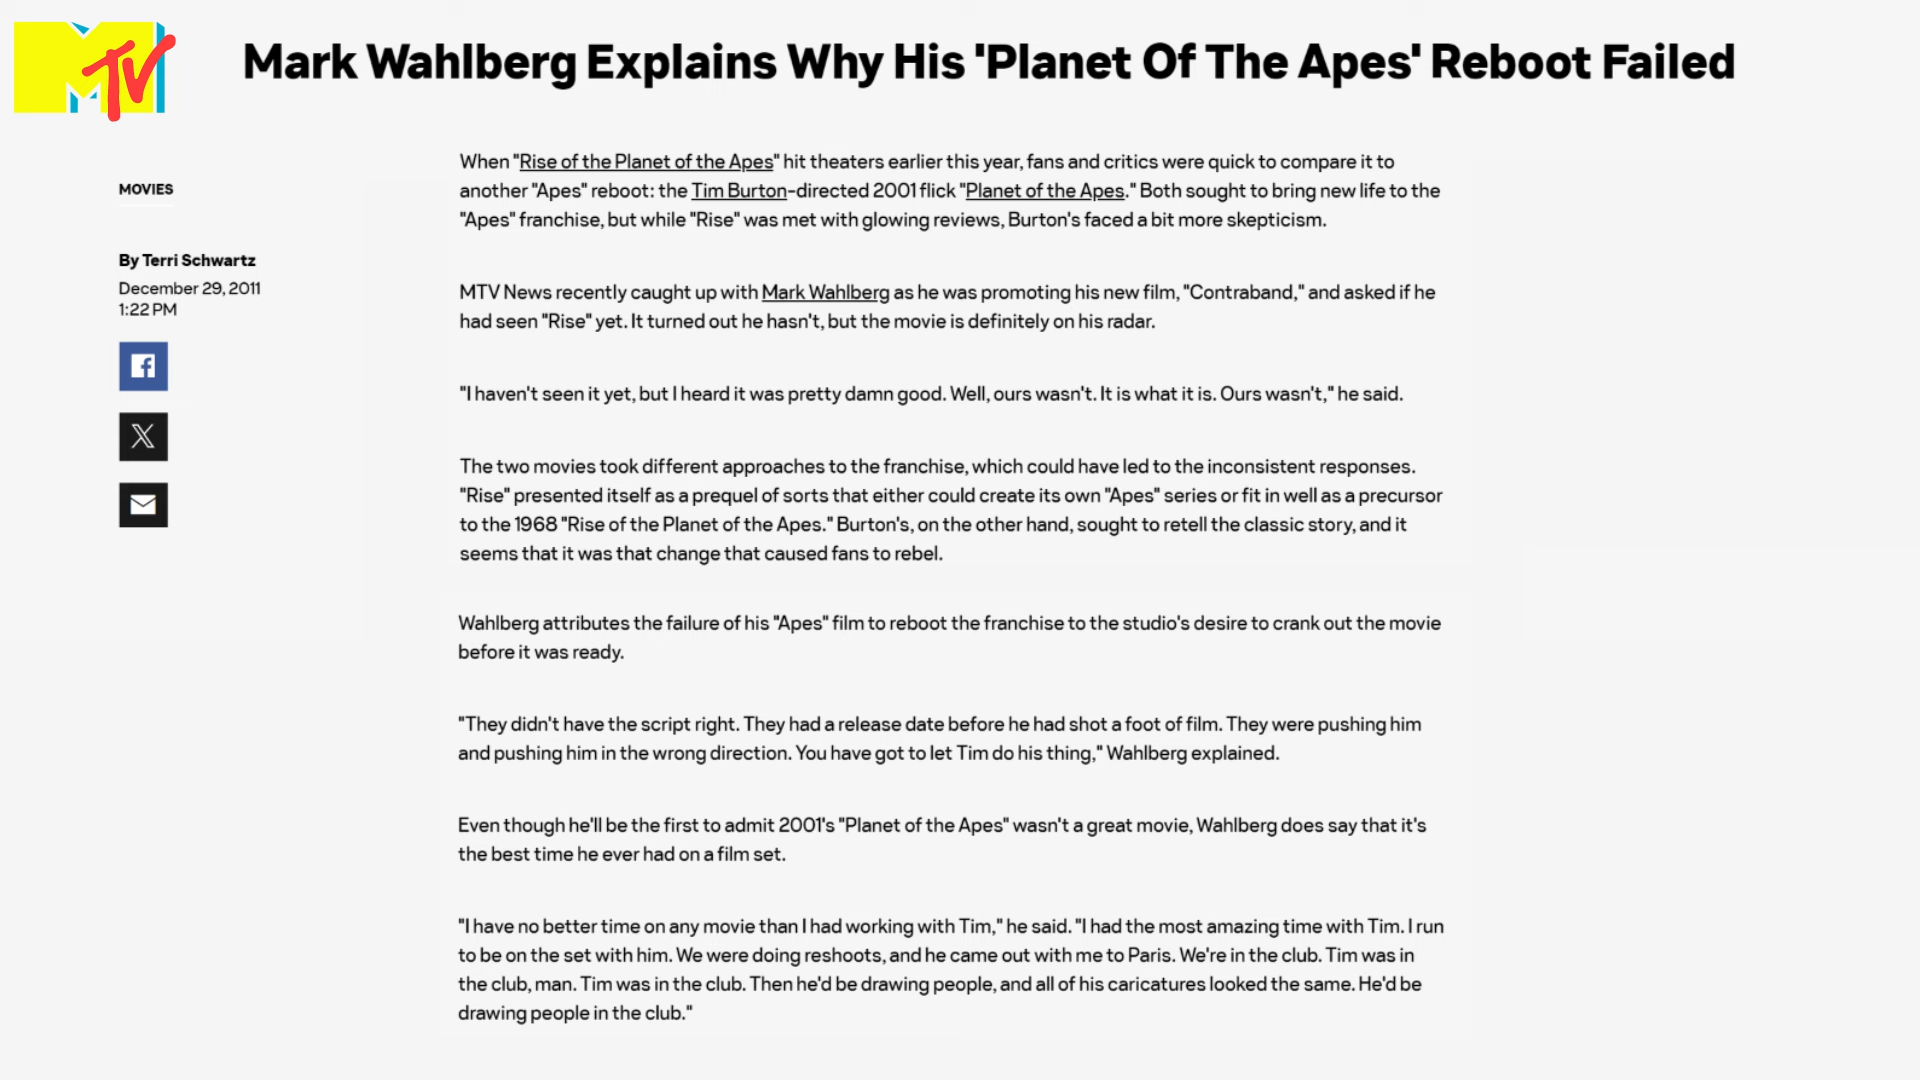 MTV
Mark Wahlberg Explains Why His 'Planet Of The Apes' Reboot Failed
MOVIES
By Terri Schwartz
December 29, 2011
1:22 PM
When "Rise of the Planet of the Apes" hit theaters earlier this year, fans and critics were quick to compare it to
another "Apes" reboot: the Tim Burton-directed 2001 flick "Planet of the Apes." Both sought to bring new life to the
"Apes" franchise, but while "Rise" was met with glowing reviews, Burton's faced a bit more skepticism.
MTV News recently caught up with Mark Wahlberg as he was promoting his new film, "Contraband," and asked if he
had seen "Rise" yet. It turned out he hasn't, but the movie is definitely on his radar.
"I haven't seen it yet, but I heard it was pretty damn good. Well, ours wasn't. It is what it is. Ours wasn't," he said.
The two movies took different approaches to the franchise, which could have led to the inconsistent responses.
"Rise" presented itself as a prequel of sorts that either could create its own "Apes" series or fit in well as a precursor
to the 1968 "Rise of the Planet of the Apes." Burton's, on the other hand, sought to retell the classic story, and it
seems that it was that change that caused fans to rebel.
Wahlberg attributes the failure of his "Apes" film to reboot the franchise to the studio's desire to crank out the movie
before it was ready.
"They didn't have the script right. They had a release date before he had shot a foot of film. They were pushing him
and pushing him in the wrong direction. You have got to let Tim do his thing," Wahlberg explained.
Even though he'll be the first to admit 2001's "Planet of the Apes" wasn't a great movie, Wahlberg does say that it's
the best time he ever had on a film set.
"I have no better time on any movie than I had working with Tim," he said. "I had the most amazing time with Tim. I run
to be on the set with him. We were doing reshoots, and he came out with me to Paris. We're in the club. Tim was in
the club, man. Tim was in the club. Then he'd be drawing people, and all of his caricatures looked the same. He'd be
drawing people in the club."